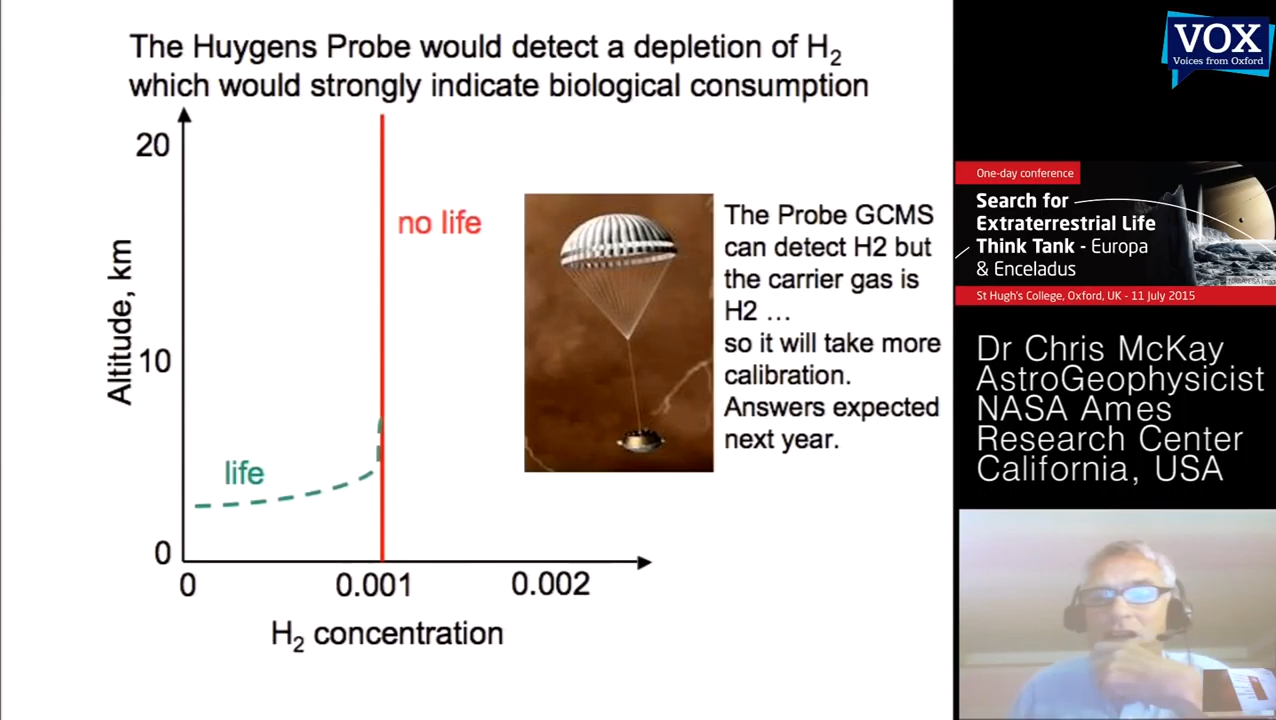 The Huygens Probe would detect a depletion of H₂
which would strongly indicate biological consumption
20
10
0
Altitude, km
no life
life
0
0.001
0.002
H₂ concentration
The Probe GCMS
can detect H2 but
the carrier gas is
H2 ...
so it will take more
calibration.
Answers expected
next year.
VOX
Voices from Oxford
One-day conference
Search for
Extraterrestrial Life
Think Tank - Europa
& Enceladus
St Hugh's College, Oxford, UK - 11 July 2015
Dr Chris McKay
AstroGeophysicist
NASA Ames
Research Center
California, USA